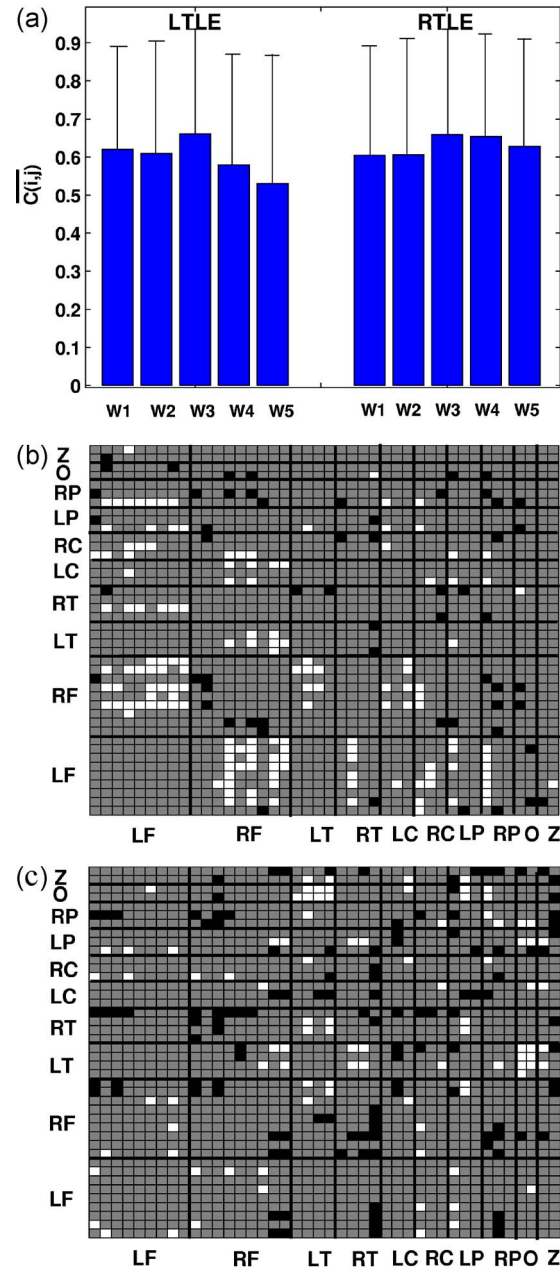 (a)
LTLE RTLE
0.9
0.8
0.7
0.6
0.5
0.4
0.3
0.2
0.1
0
C(i,j)
W1 W2 W3 W4 W5 W1 W2 W3 W4 W5
(b)
Z
O
RP
LP
RC
LC
RT
LT
RF
LF
LF RF LT RT LC RC LP RP O Z
(c)
Z
O
RP
LP
RC
LC
RT
LT
RF
LF
LF RF LT RT LC RC LP RP O Z